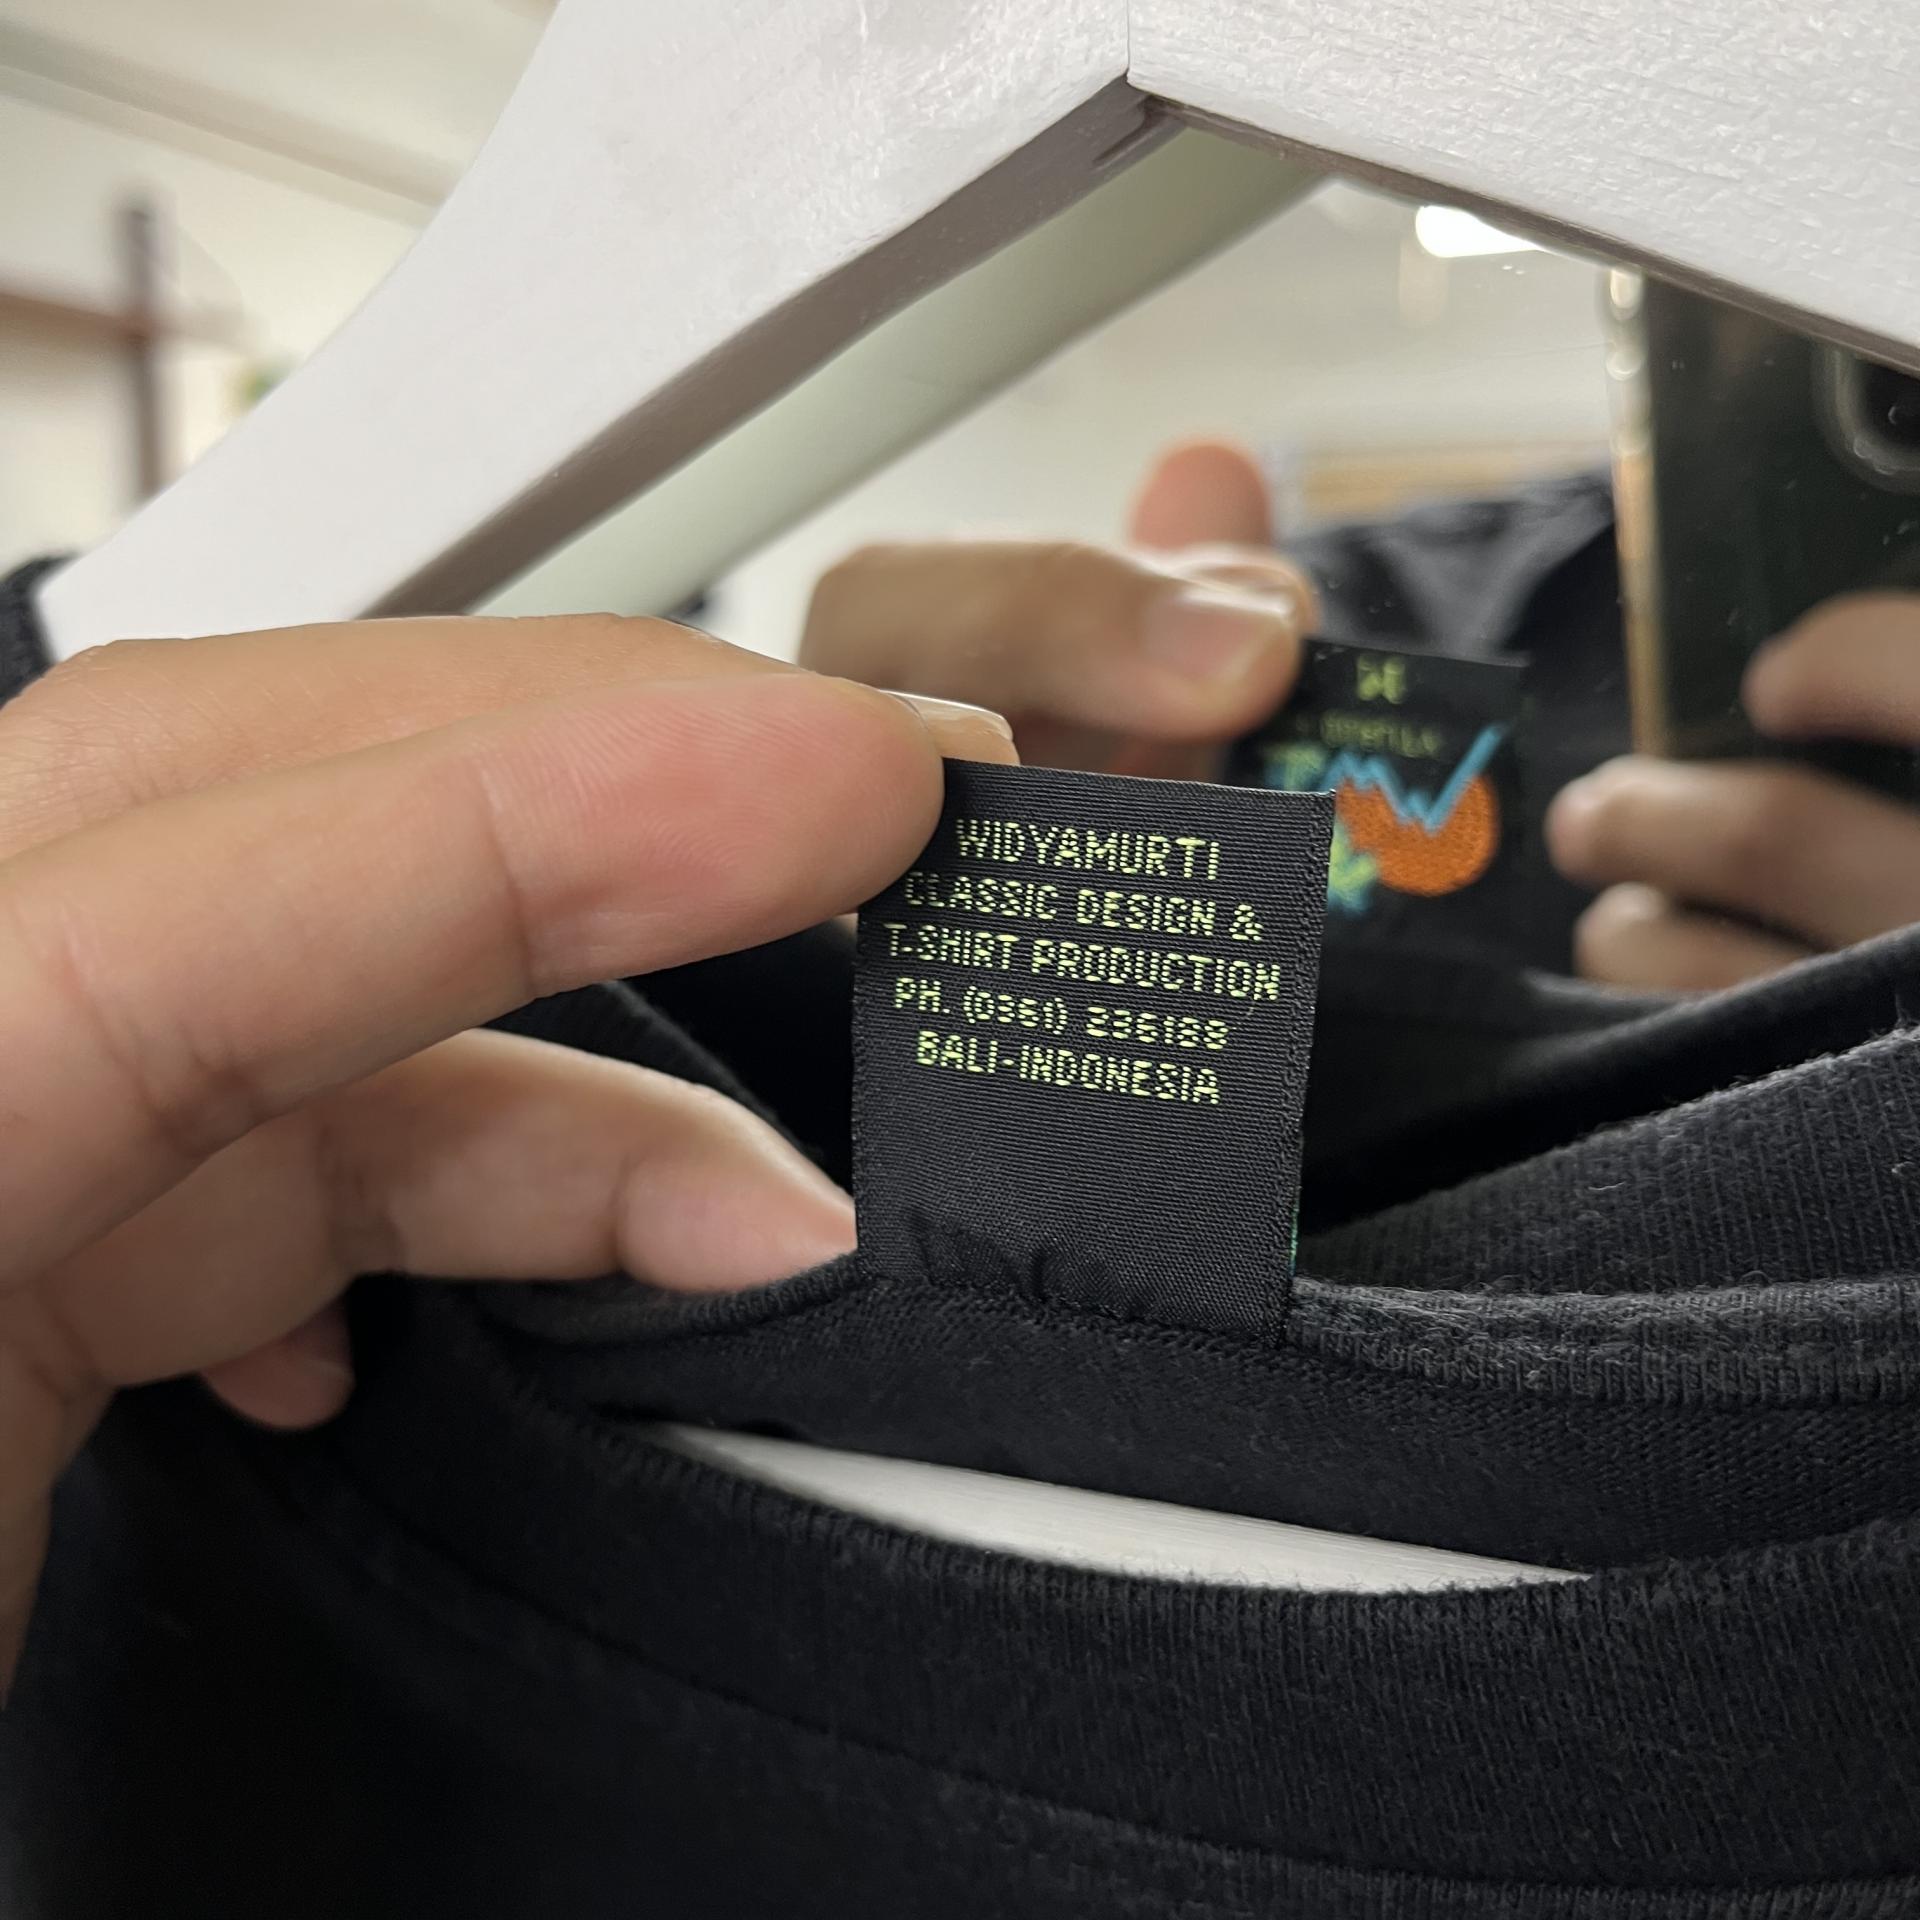 WIDYAMURTI
CLASSIC DESIGN &
T-SHIRT PRODUCTION
PH. (0361) 236188
BALI-INDONESIA